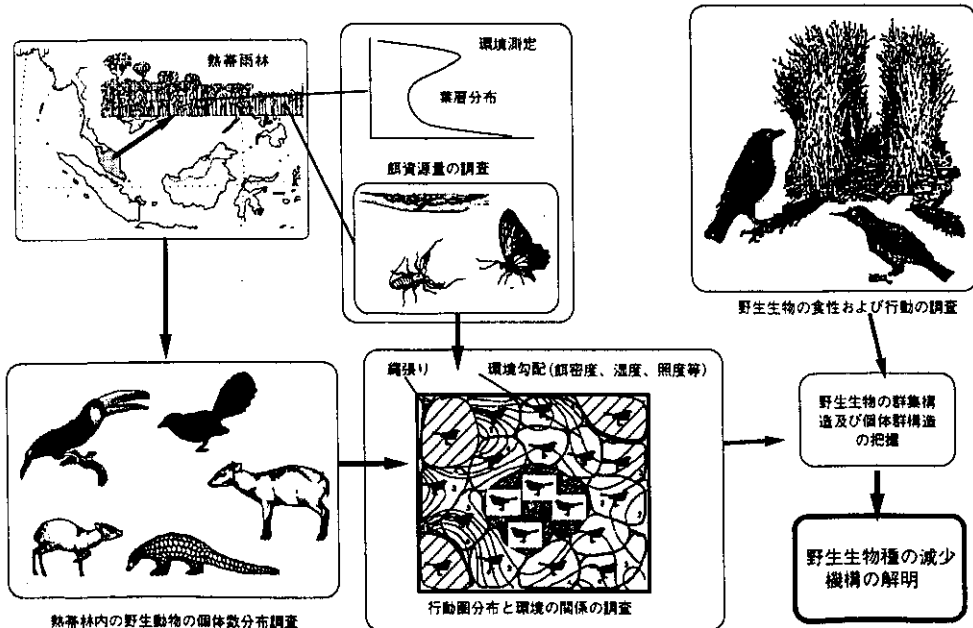 熱帯雨林
環境測定
葉層分布
餌資源量の調査
野生生物の食性および行動の調査
縄張り
環境勾配(餌密度、湿度、照度等)
野生生物の群集構
造及び個体群構造
の把握
野生生物種の減少
機構の解明
熱帯林内の野生動物の個体数分布調査
行動圏分布と環境の関係の調査